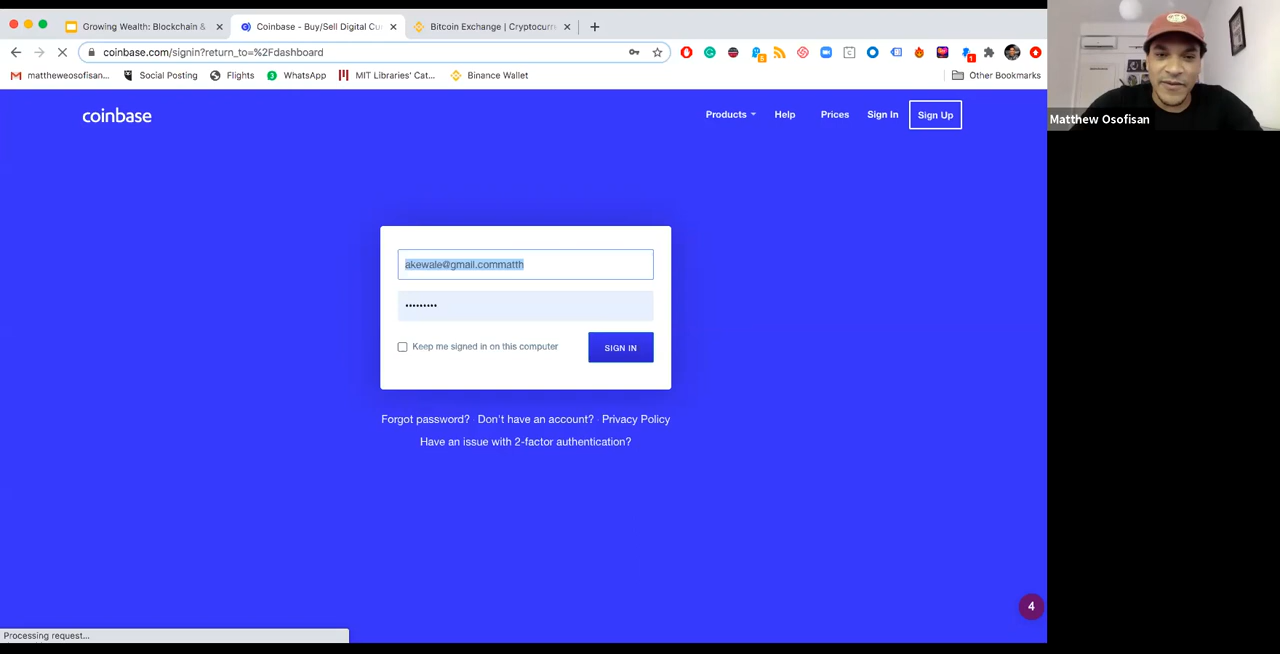 Growing Wealth: Blockchain &
Coinbase - Buy/Sell Digital Cu
Bitcoin Exchange | Cryptocurr
coinbase.com/signin?return_to=%2Fdashboard
5
1
mattheweosofisan...
Social Posting
Flights
WhatsApp
MIT Libraries' Cat...
Binance Wallet
Other Bookmarks
coinbase
Products
Help
Prices
Sign In
Sign Up
Matthew Osofisan
akewale@gmail.commatth
•••••••••
Keep me signed in on this computer
SIGN IN
Forgot password? · Don't have an account? · Privacy Policy
Have an issue with 2-factor authentication?
4
Processing request...